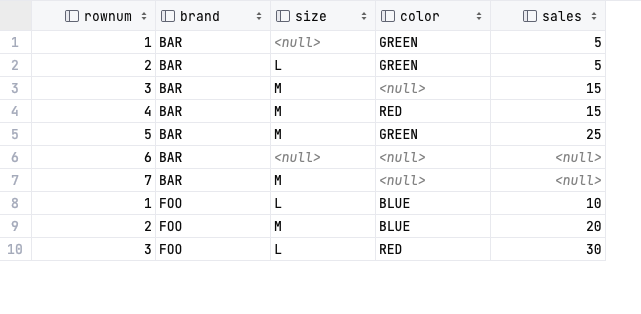 rownum brand size color sales
1 1 BAR <null> GREEN 5
2 2 BAR L GREEN 5
3 3 BAR M <null> 15
4 4 BAR M RED 15
5 5 BAR M GREEN 25
6 6 BAR <null> <null> <null>
7 7 BAR M <null> <null>
8 1 FOO L BLUE 10
9 2 FOO M BLUE 20
10 3 FOO L RED 30